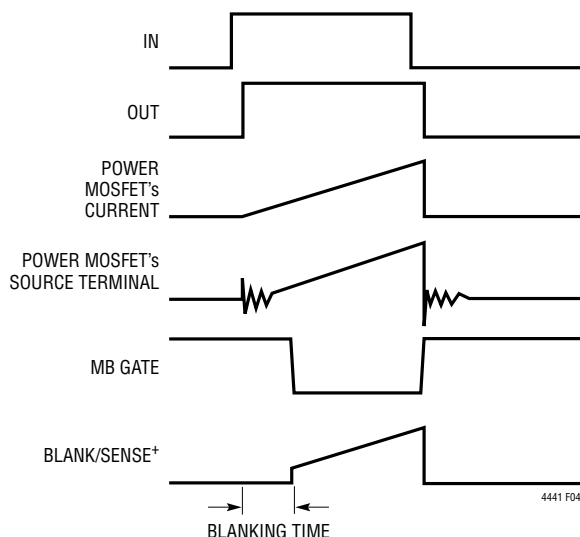 IN
OUT
POWER
MOSFET's
CURRENT
POWER MOSFET's
SOURCE TERMINAL
MB GATE
BLANK/SENSE+
4441 F04
BLANKING TIME